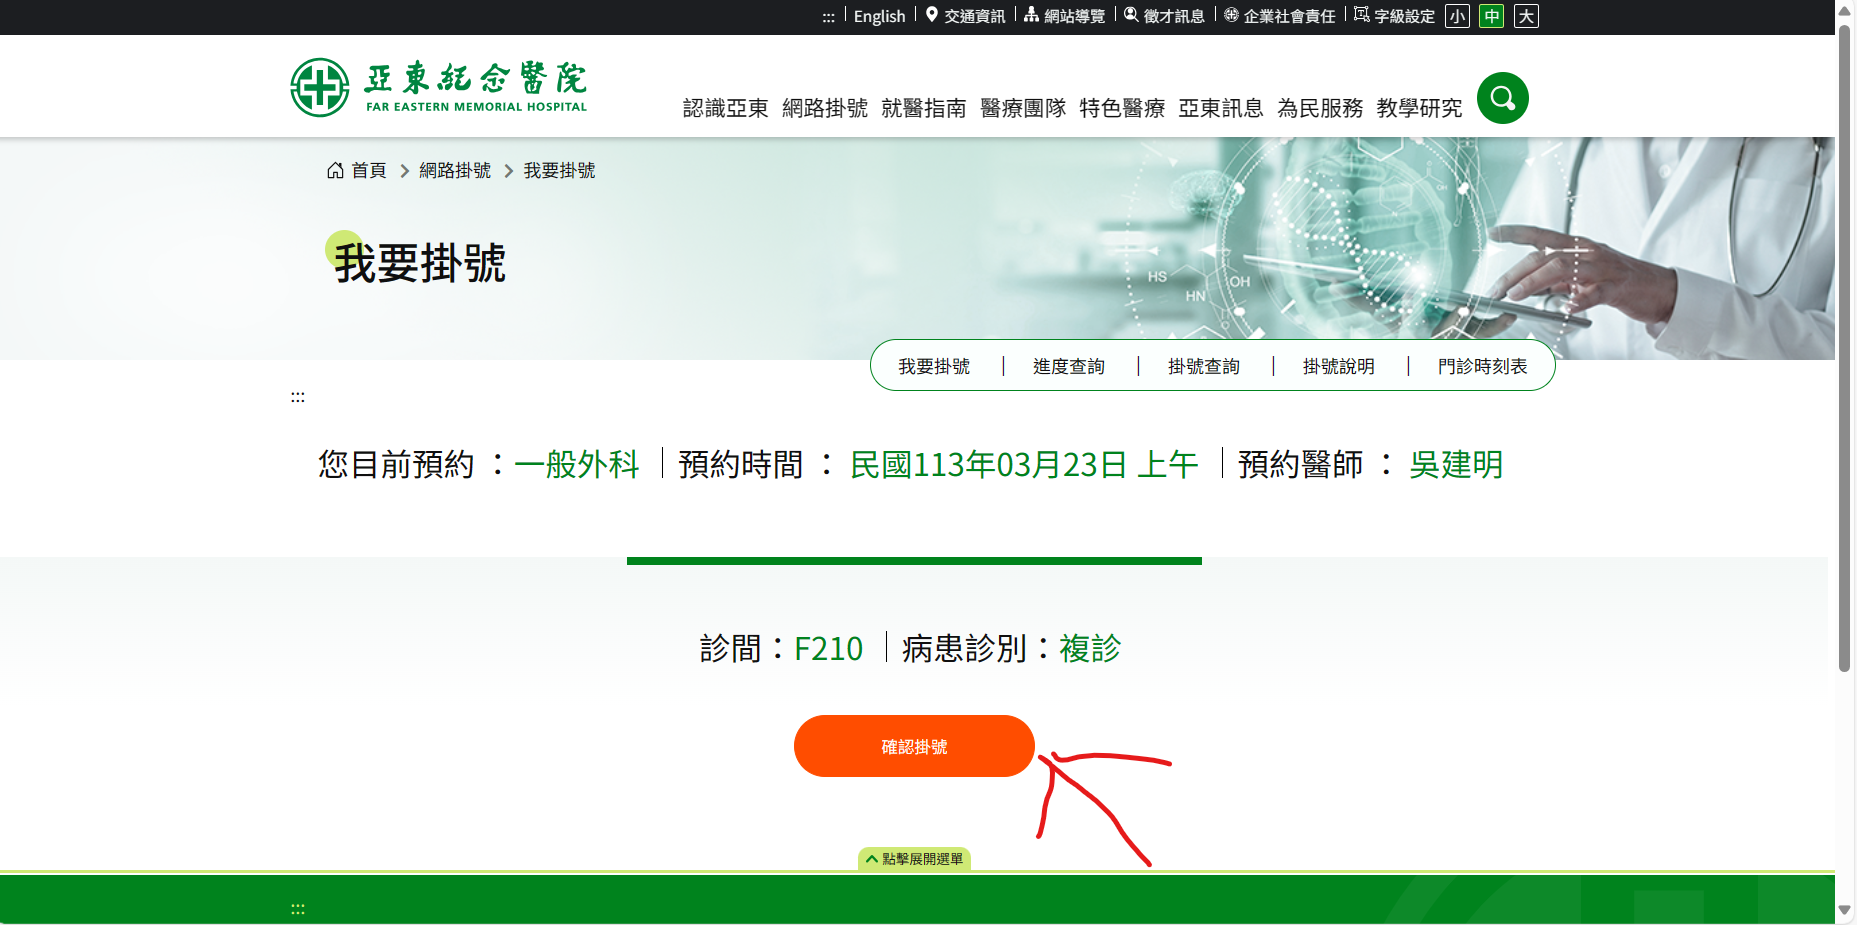 ::: English 交通資訊 網站導覽 徵才訊息 企業社會責任 字級設定 小 中 大
亞東紀念醫院
FAR EASTERN MEMORIAL HOSPITAL
認識亞東 網路掛號 就醫指南 醫療團隊 特色醫療 亞東訊息 為民服務 教學研究
首頁 網路掛號 我要掛號
我要掛號
HS
HN
OH
我要掛號 | 進度查詢 | 掛號查詢 | 掛號說明 | 門診時刻表
:::
您目前預約 ：一般外科 | 預約時間 ： 民國113年03月23日 上午 | 預約醫師 ： 吳建明
診間：F210 | 病患診別：複診
確認掛號
點擊展開選單
:::